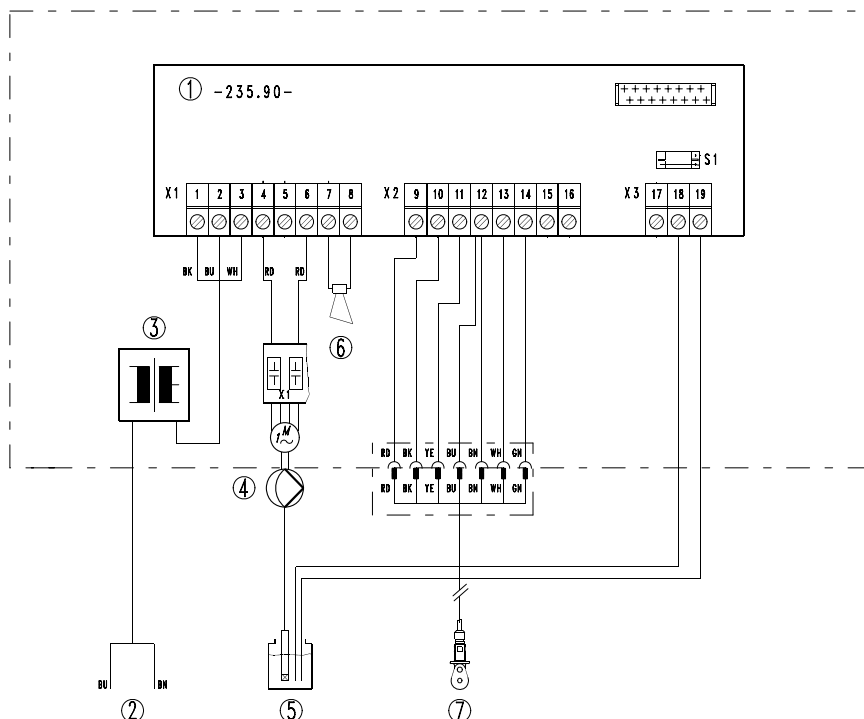 ① -235.90-
S1
X1 1 2 3 4 5 6 7 8 X2 9 10 11 12 13 14 15 16 X3 17 18 19
BK BU WH RD RD
③
⑥
X1
M
1~
RD BK YE BU BN WH GN
④ RD BK YE BU BN WH GN
BU BN
② ⑤ ⑦